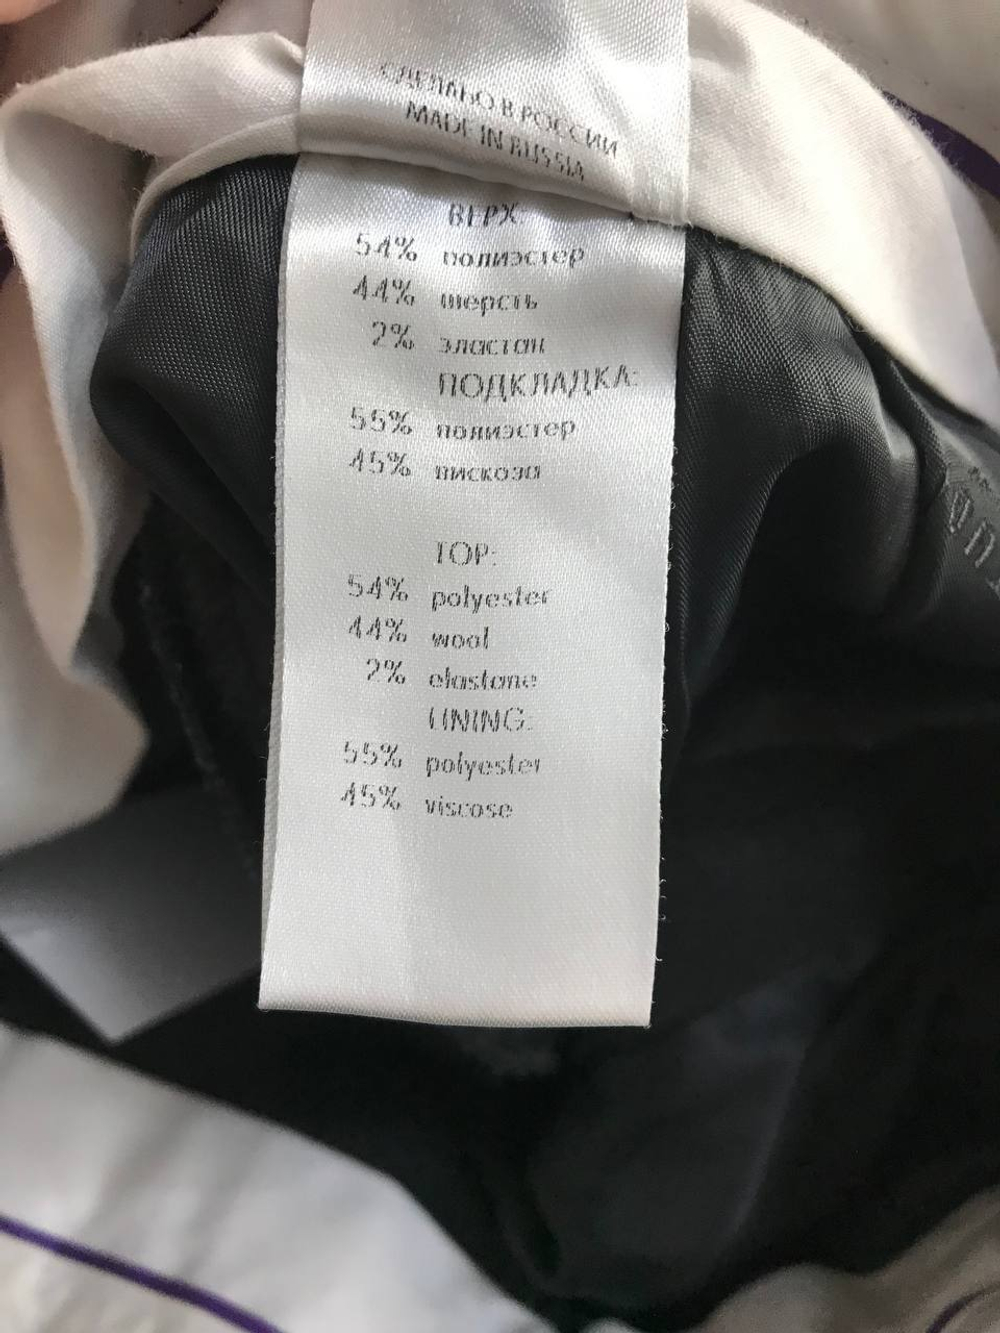 СДЕЛАНО В РОССИИ
MADE IN RUSSIA
ВЕРХ:
54% полиэстер
44% шерсть
2% эластан
ПОДКЛАДКА:
55% полиэстер
45% вискоза
TOP:
54% polyester
44% wool
2% elastane
LINING:
55% polyester
45% viscose